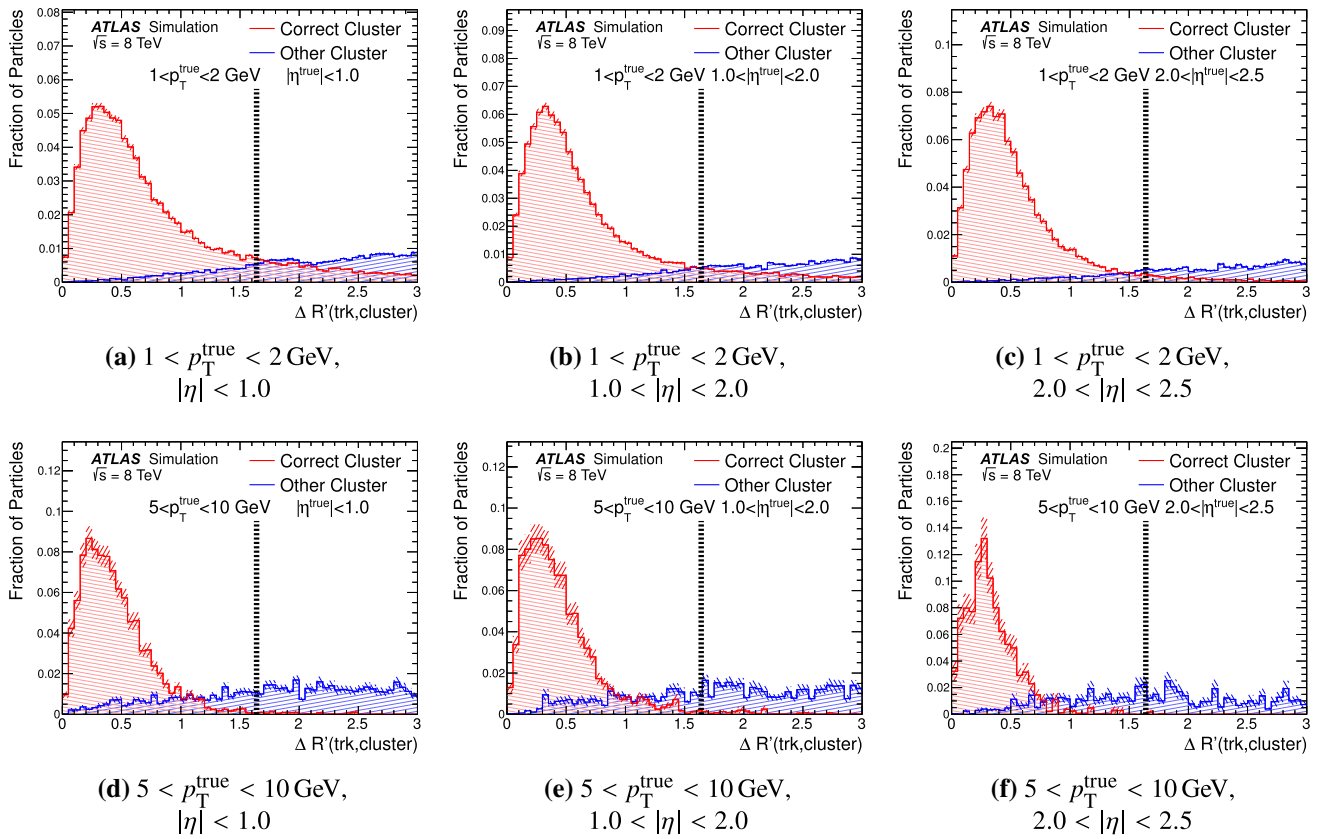 ATLAS Simulation
√s = 8 TeV
Correct Cluster
Other Cluster
1<p_T^true<2 GeV |η^true|<1.0
Fraction of Particles
0.08
0.07
0.06
0.05
0.04
0.03
0.02
0.01
0
0 0.5 1 1.5 2 2.5 3
Δ R'(trk,cluster)
(a) 1 < p_T^true < 2 GeV,
|η| < 1.0
ATLAS Simulation
√s = 8 TeV
Correct Cluster
Other Cluster
1<p_T^true<2 GeV 1.0<|η^true|<2.0
Fraction of Particles
0.09
0.08
0.07
0.06
0.05
0.04
0.03
0.02
0.01
0
0 0.5 1 1.5 2 2.5 3
Δ R'(trk,cluster)
(b) 1 < p_T^true < 2 GeV,
1.0 < |η| < 2.0
ATLAS Simulation
√s = 8 TeV
Correct Cluster
Other Cluster
1<p_T^true<2 GeV 2.0<|η^true|<2.5
Fraction of Particles
0.1
0.08
0.06
0.04
0.02
0
0 0.5 1 1.5 2 2.5 3
Δ R'(trk,cluster)
(c) 1 < p_T^true < 2 GeV,
2.0 < |η| < 2.5
ATLAS Simulation
√s = 8 TeV
Correct Cluster
Other Cluster
5<p_T^true<10 GeV |η^true|<1.0
Fraction of Particles
0.12
0.1
0.08
0.06
0.04
0.02
0
0 0.5 1 1.5 2 2.5 3
Δ R'(trk,cluster)
(d) 5 < p_T^true < 10 GeV,
|η| < 1.0
ATLAS Simulation
√s = 8 TeV
Correct Cluster
Other Cluster
5<p_T^true<10 GeV 1.0<|η^true|<2.0
Fraction of Particles
0.12
0.1
0.08
0.06
0.04
0.02
0
0 0.5 1 1.5 2 2.5 3
Δ R'(trk,cluster)
(e) 5 < p_T^true < 10 GeV,
1.0 < |η| < 2.0
ATLAS Simulation
√s = 8 TeV
Correct Cluster
Other Cluster
5<p_T^true<10 GeV 2.0<|η^true|<2.5
Fraction of Particles
0.2
0.18
0.16
0.14
0.12
0.1
0.08
0.06
0.04
0.02
0
0 0.5 1 1.5 2 2.5 3
Δ R'(trk,cluster)
(f) 5 < p_T^true < 10 GeV,
2.0 < |η| < 2.5